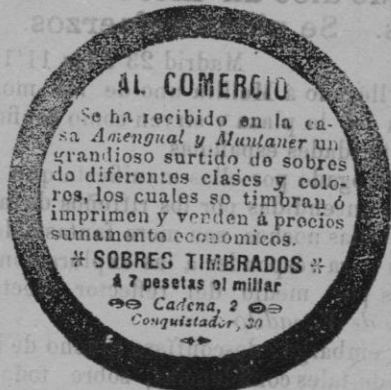 AL COMERCIO
Se ha recibido en la ca-
sa Amengual y Muntaner un
grandioso surtido de sobres
de diferentes clases y colo-
res, los cuales se timbran ó
imprimen y venden á precios
sumamente económicos.
SOBRES TIMBRADOS
á 7 pesetas el millar
Cadena, 2
Conquistador, 30